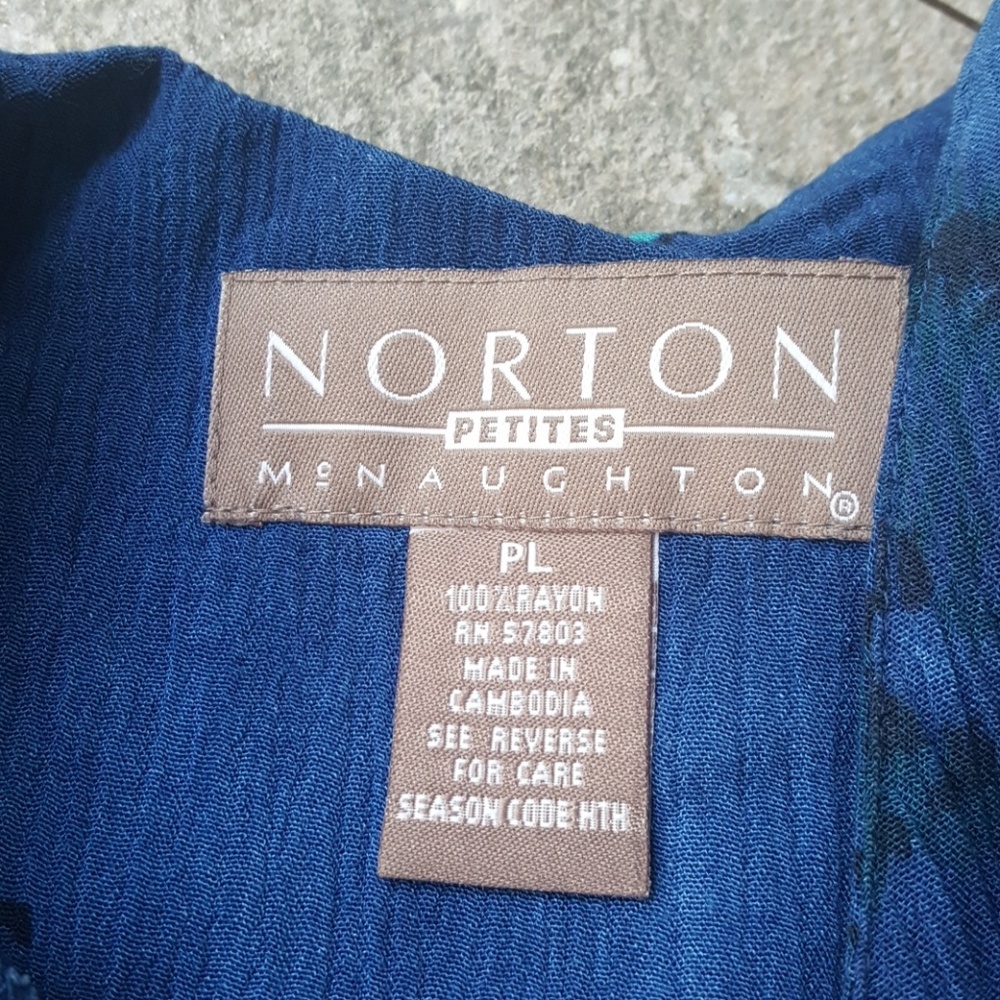 NORTON
PETITES
McNAUGHTON®
PL
100% RAYON
RN 57803
MADE IN
CAMBODIA
SEE REVERSE
FOR CARE
SEASON CODE HTH